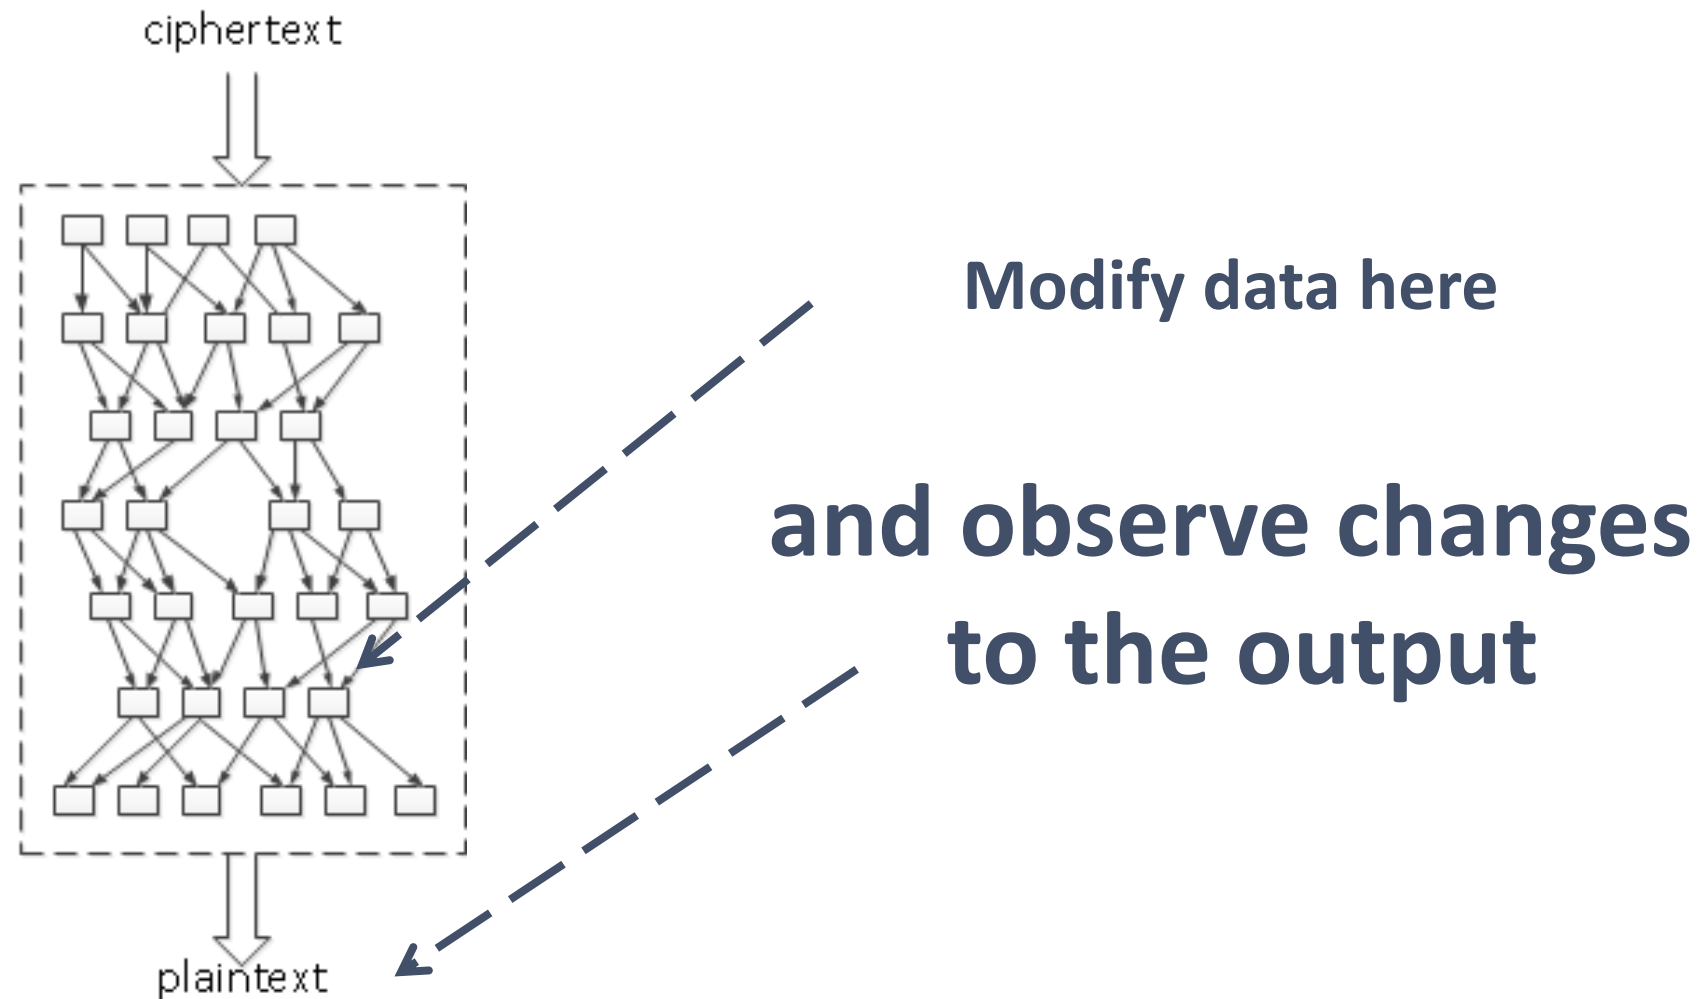 ciphertext
Modify data here
and observe changes
to the output
plaintext